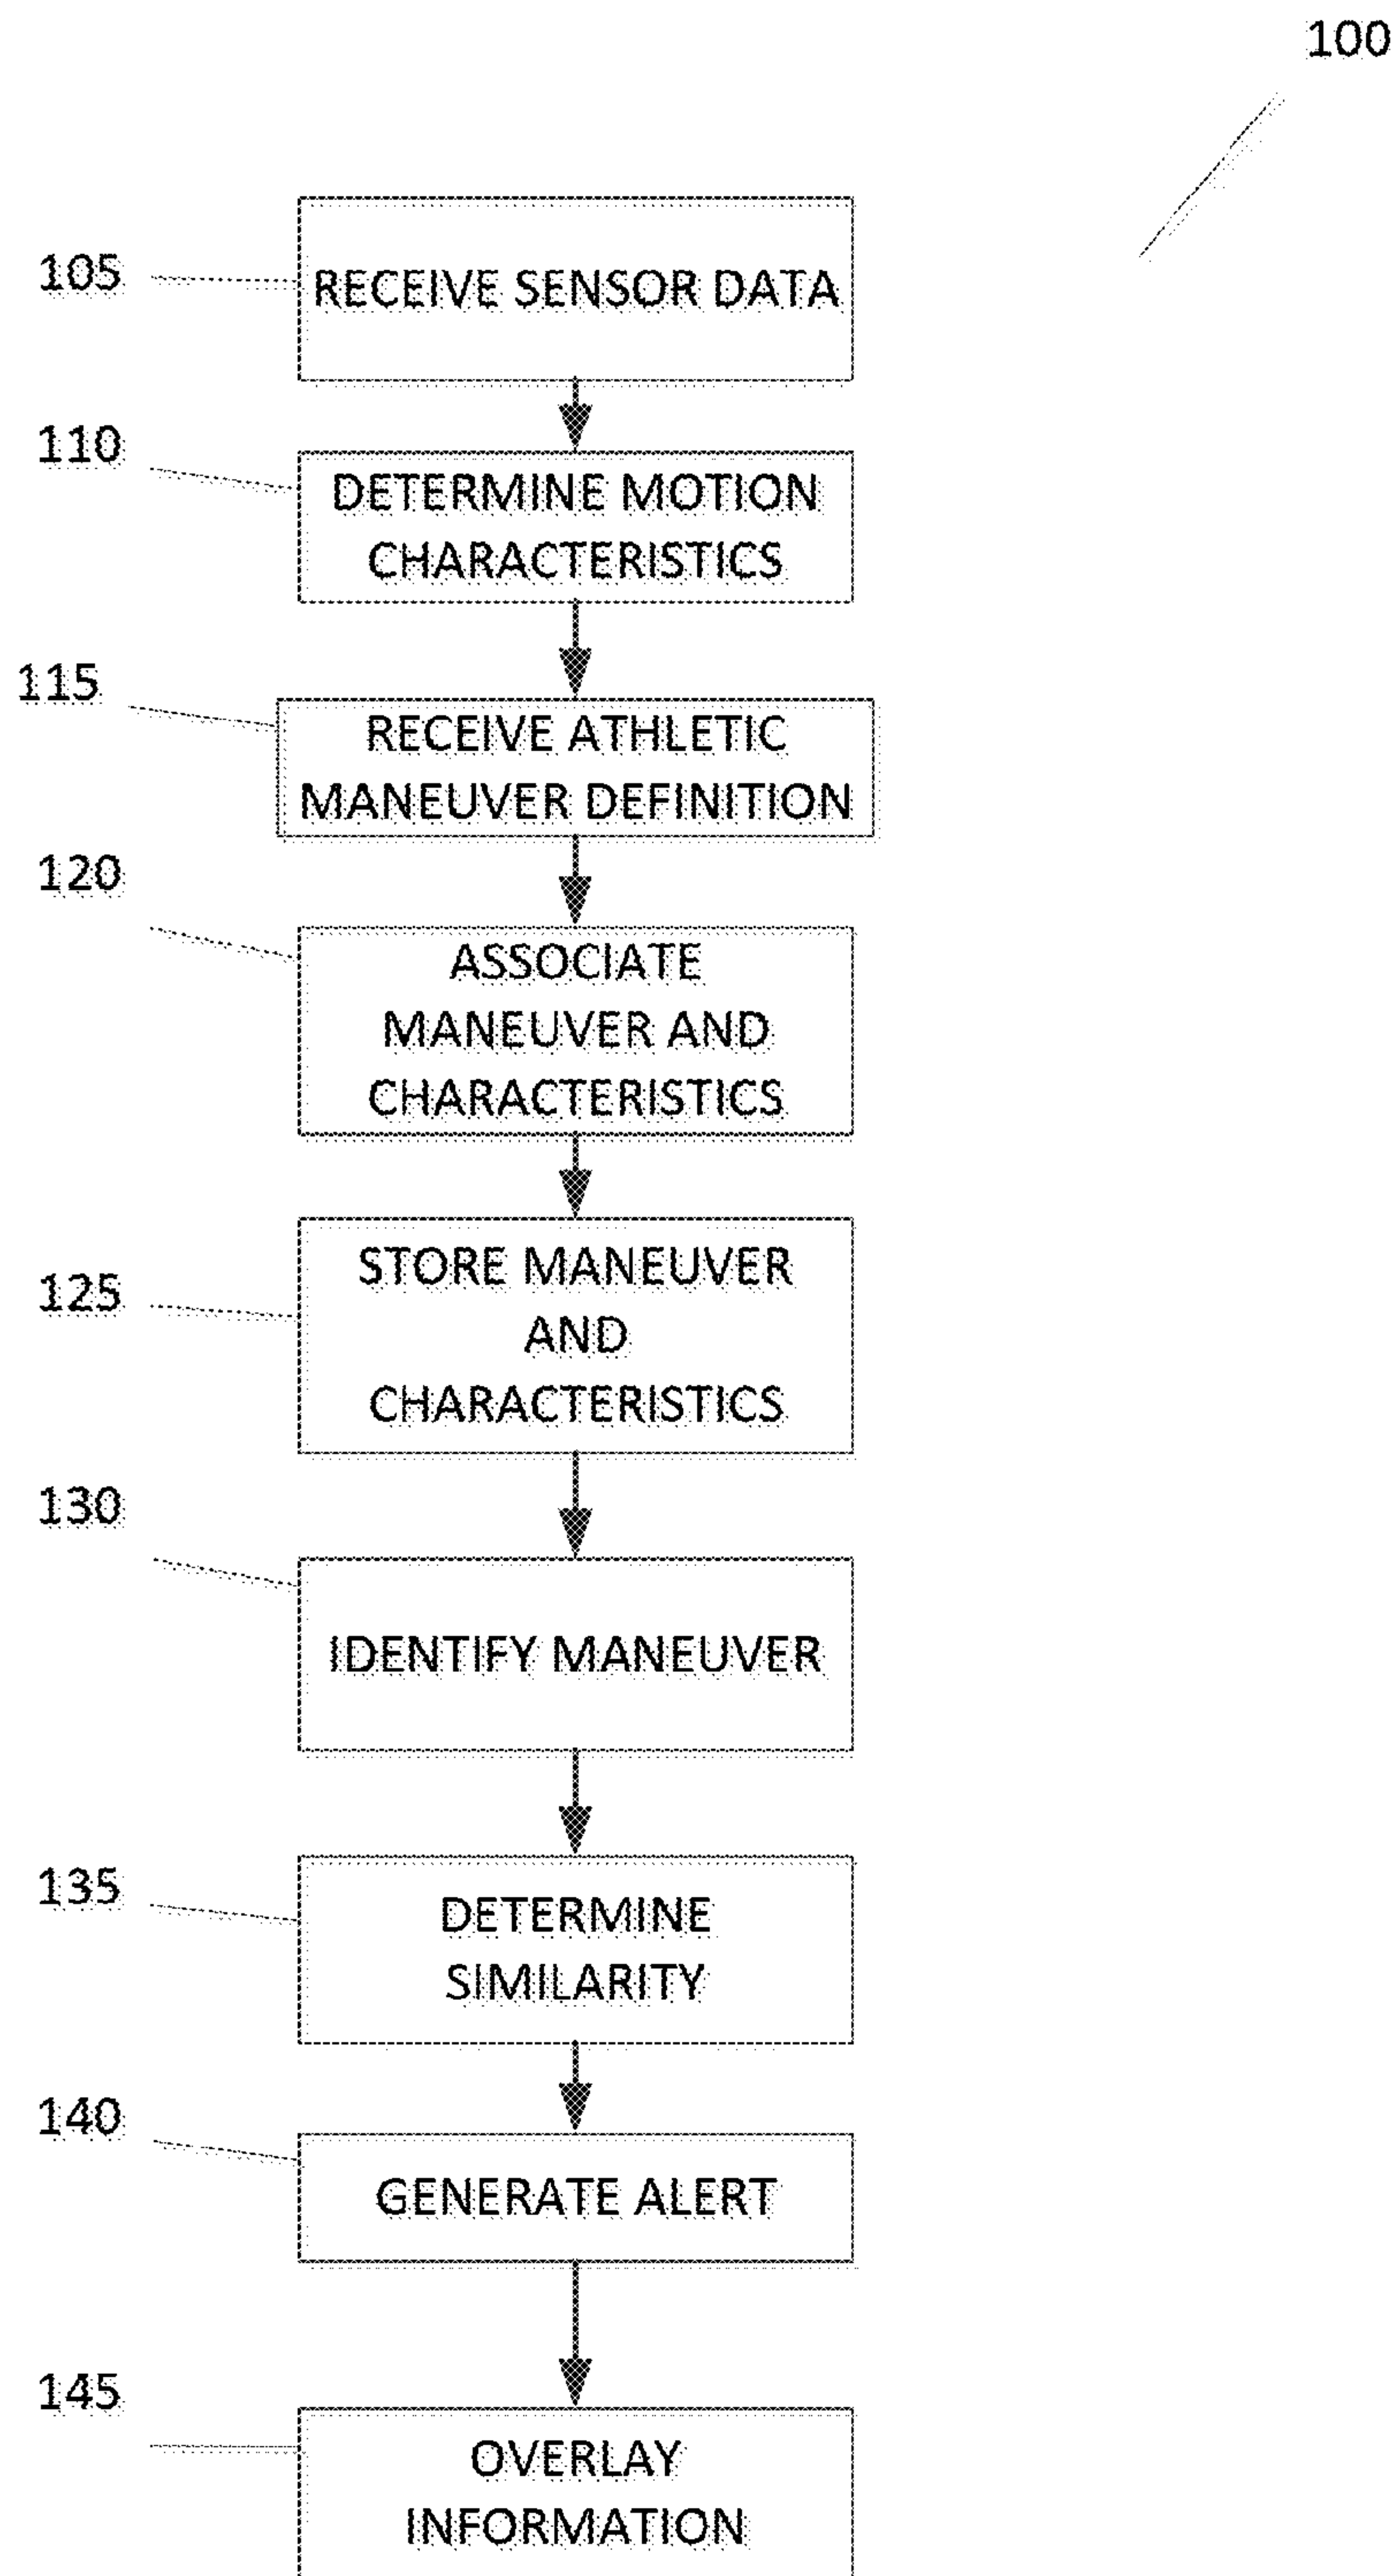 100
105
RECEIVE SENSOR DATA
110
DETERMINE MOTION
CHARACTERISTICS
115
RECEIVE ATHLETIC
MANEUVER DEFINITION
120
ASSOCIATE
MANEUVER AND
CHARACTERISTICS
125
STORE MANEUVER
AND
CHARACTERISTICS
130
IDENTIFY MANEUVER
135
DETERMINE
SIMILARITY
140
GENERATE ALERT
145
OVERLAY
INFORMATION